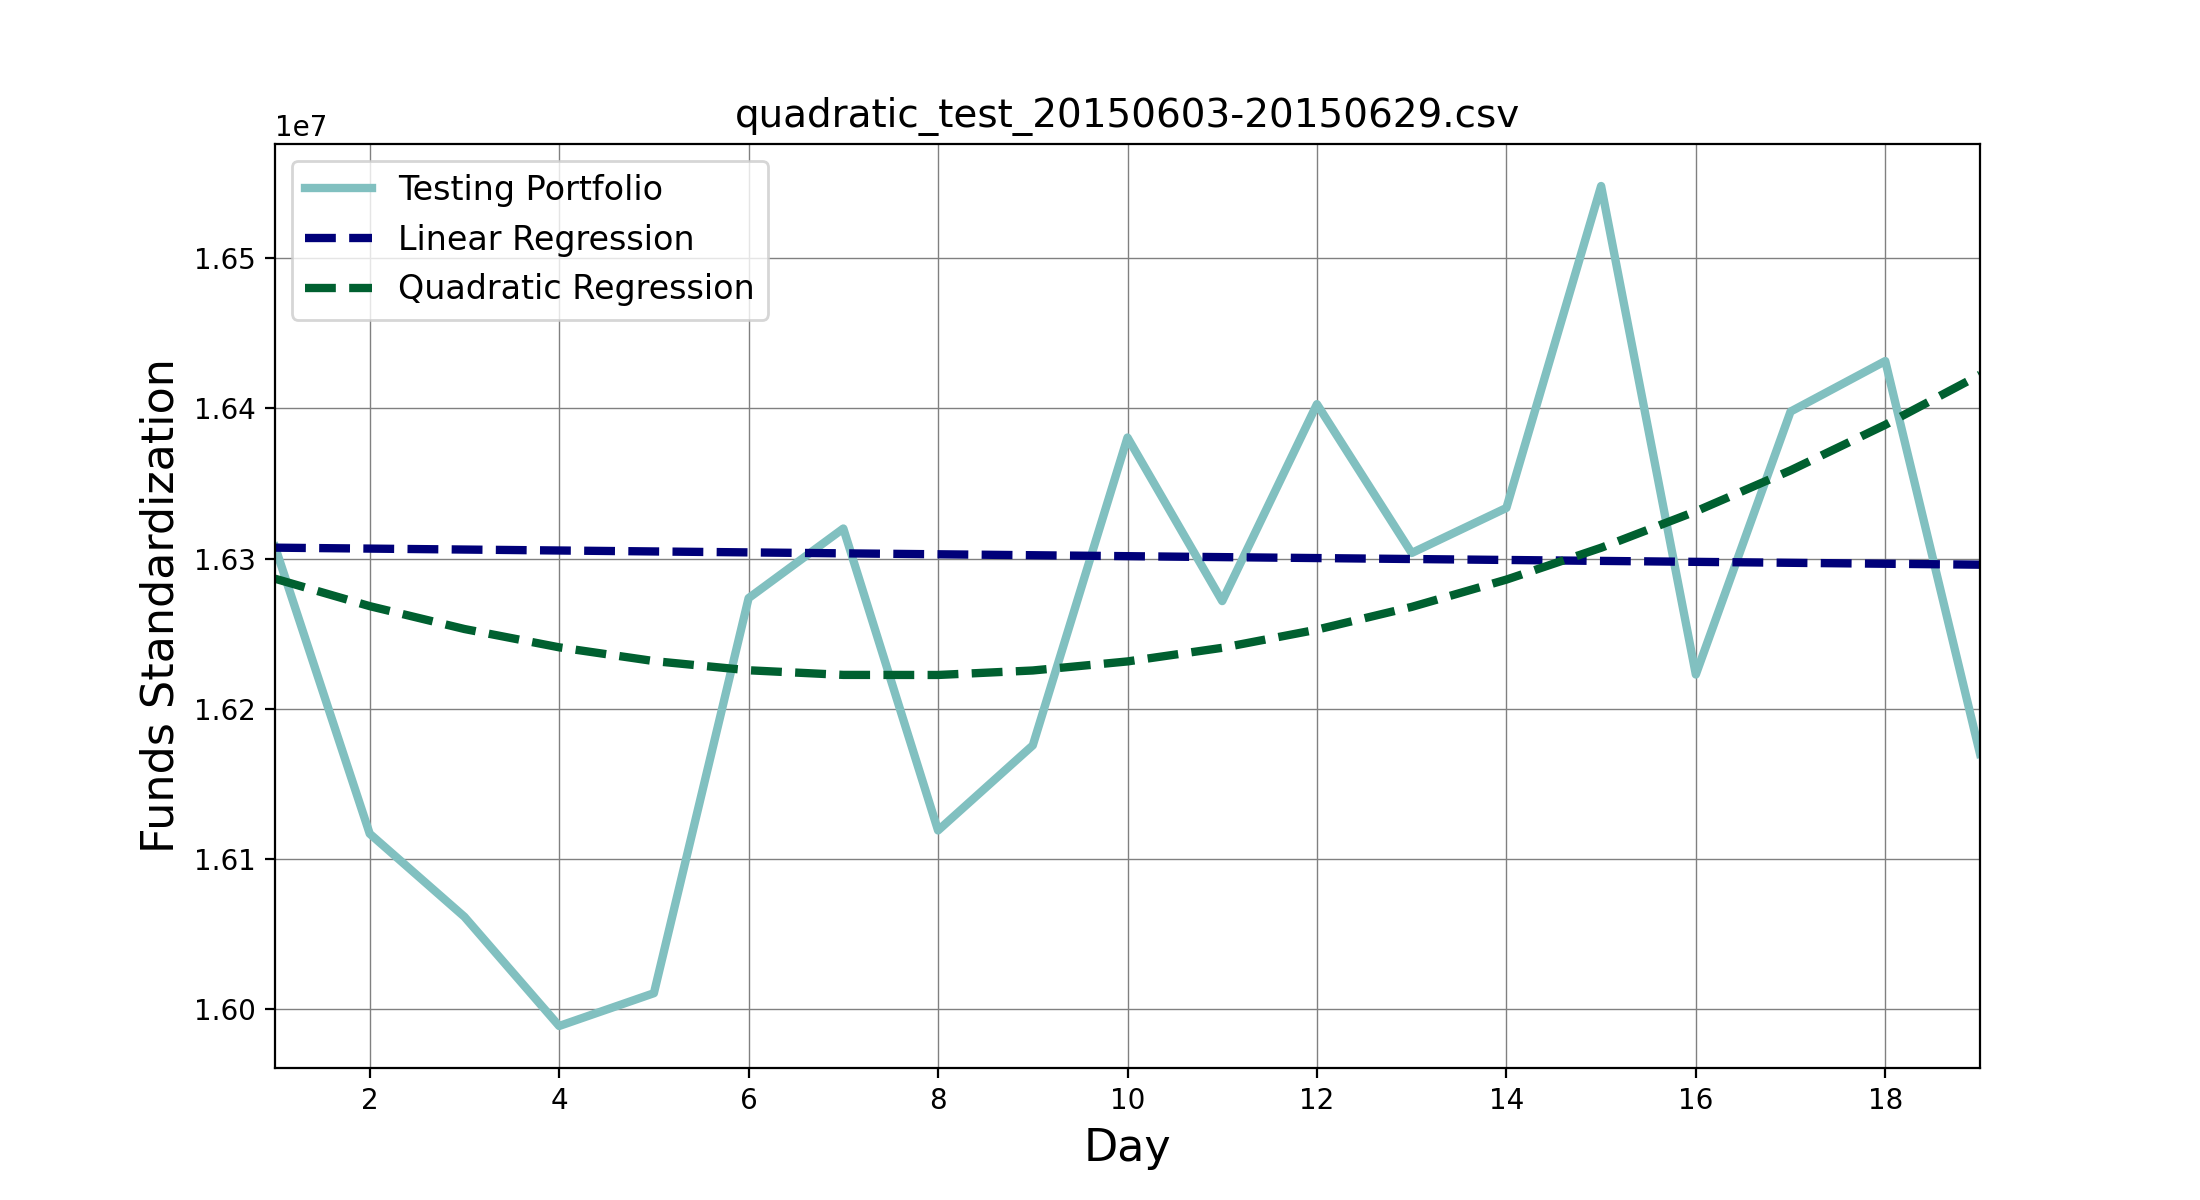 quadratic_test_20150603-20150629.csv
1e7
Testing Portfolio
Linear Regression
Quadratic Regression
1.65
1.64
1.63
1.62
1.61
1.60
Funds Standardization
2 4 6 8 10 12 14 16 18
Day